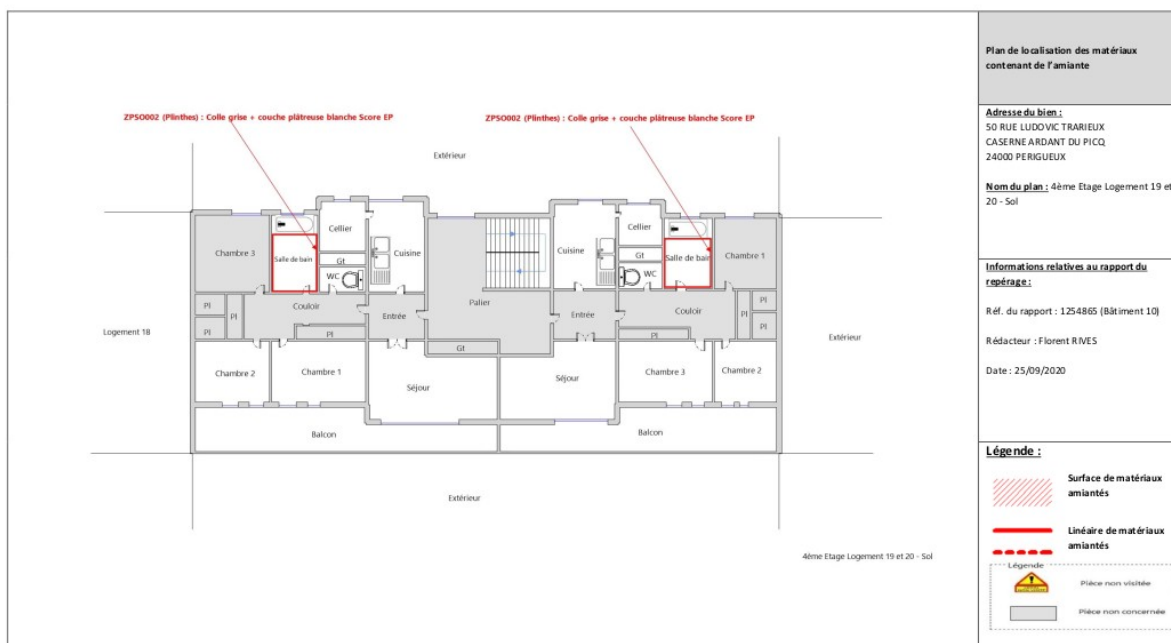 ZPSO002 (Plinthes) : Colle grise + couche plâtreuse blanche Score EP
ZPSO002 (Plinthes) : Colle grise + couche plâtreuse blanche Score EP
Extérieur
Chambre 3
Salle de bain
Cellier
Gt
WC
Cuisine
Cuisine
Cellier
Gt
WC
Salle de bain
Chambre 1
Pl
Pl
Pl
Couloir
Pl
Entrée
Palier
Gt
Entrée
Couloir
Pl
Pl
Pl
Pl
Logement 18
Extérieur
Chambre 2
Chambre 1
Séjour
Séjour
Chambre 3
Chambre 2
Balcon
Balcon
Extérieur
4ème Etage Logement 19 et 20 - Sol
Plan de localisation des matériaux
contenant de l'amiante
Adresse du bien :
50 RUE LUDOVIC TRARIEUX
CASERNE ARDANT DU PICQ
24000 PERIGUEUX
Nom du plan : 4ème Etage Logement 19 et
20 - Sol
Informations relatives au rapport du
repérage :
Réf. du rapport : 1254865 (Bâtiment 10)
Rédacteur : Florent RIVES
Date : 25/09/2020
Légende :
Surface de matériaux
amiantés
Linéaire de matériaux
amiantés
Légende
Pièce non visitée
Pièce non concernée